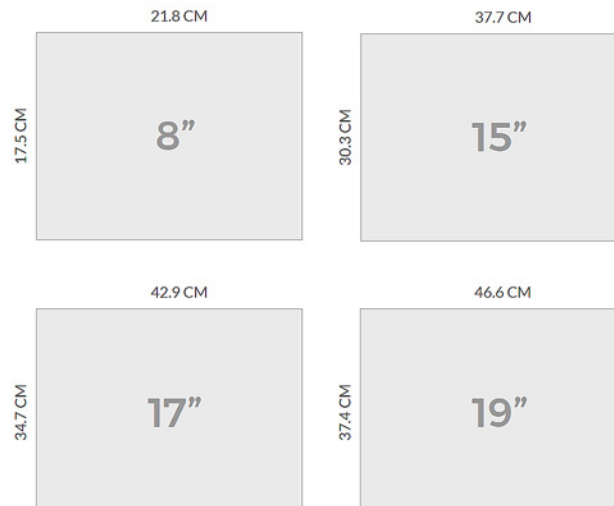 21.8 CM
37.7 CM
17.5 CM
8”
30.3 CM
15”
42.9 CM
46.6 CM
34.7 CM
17”
37.4 CM
19”